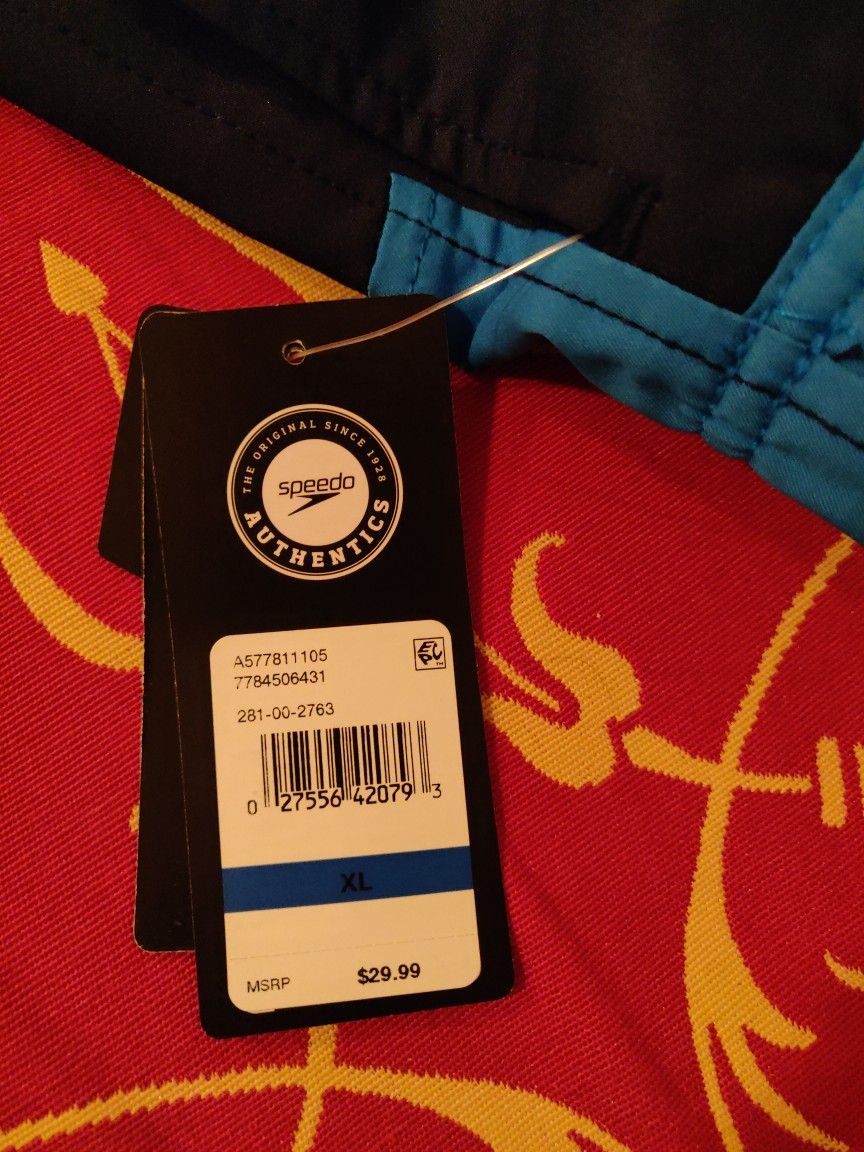 THE ORIGINAL SINCE 1928
speedo
AUTHENTICS
A577811105
EPC™
7784506431
281-00-2763
0 27556 42079 3
XL
MSRP $29.99